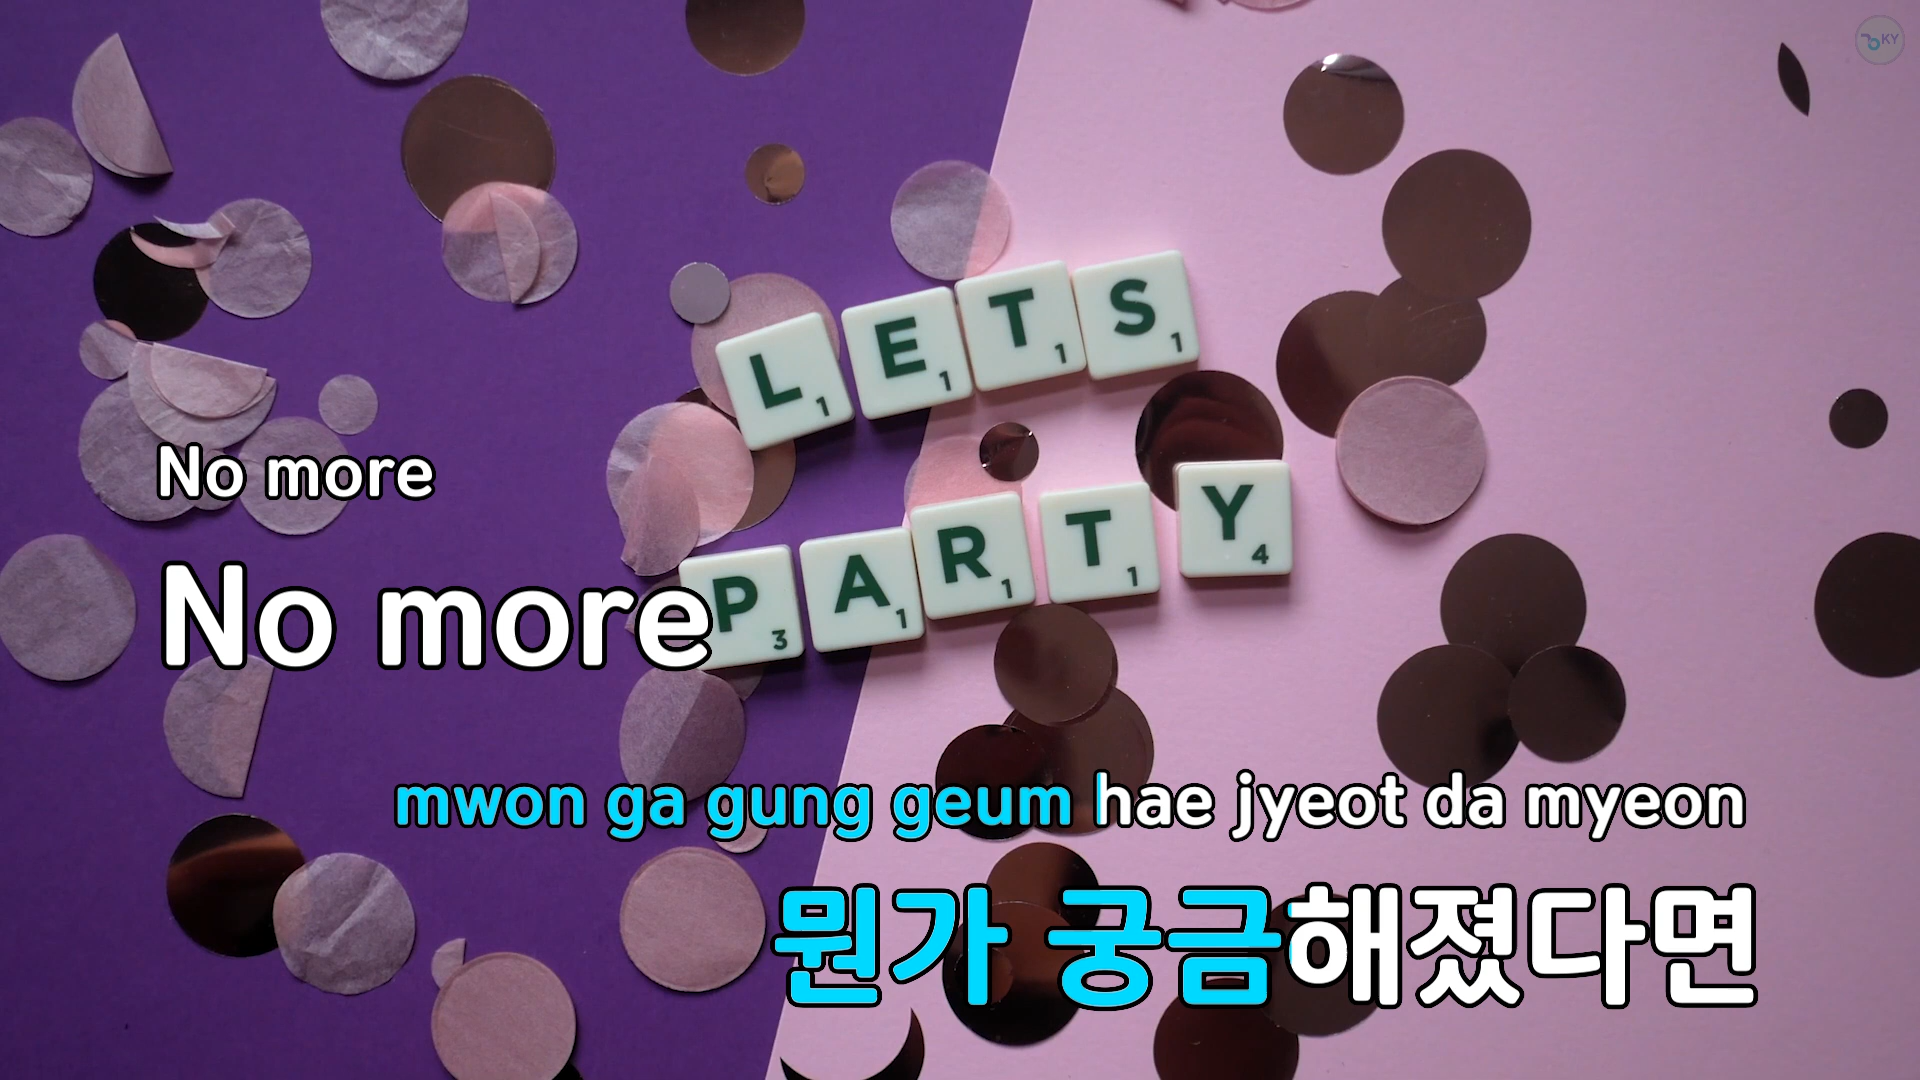 KY
LETS
PARTY
No more
No more
mwon ga gung geum hae jyeot da myeon
뭔가 궁금해졌다면